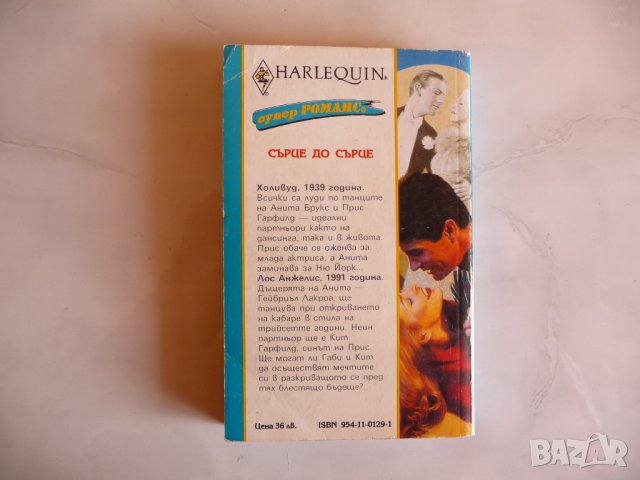 HARLEQUIN®
супер РОМАНС®
СЪРЦЕ ДО СЪРЦЕ
Холивуд, 1939 година.
Всички са луди по танците
на Анита Брукс и Прис
Гарфилд — идеални
партньори както на
дансинга, така и в живота.
Прис обаче се оженва за
млада актриса, а Анита
заминава за Ню Йорк...
Лос Анжелис, 1991 година.
Дъщерята на Анита —
Гейбриъл Лакроа, ще
танцува при откриването
на кабаре в стила на
трийсетте години. Неин
партньор ще е Кит
Гарфилд, синът на Прис.
Ще могат ли Габи и Кит
да осъществят мечтите
си в разкриващото се пред
тях блестящо бъдеще?
Цена 36 лв. ISBN 954-11-0129-1
BAZAR